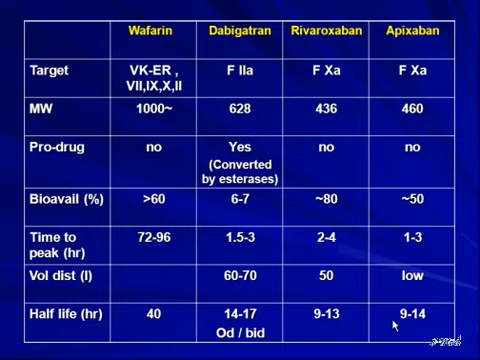 Wafarin Dabigatran Rivaroxaban Apixaban
Target VK-ER , VII,IX,X,II F IIa F Xa F Xa
MW 1000~ 628 436 460
Pro-drug no Yes (Converted by esterases) no no
Bioavail (%) >60 6-7 ~80 ~50
Time to peak (hr) 72-96 1.5-3 2-4 1-3
Vol dist (l) 60-70 50 low
Half life (hr) 40 14-17 Od / bid 9-13 9-14